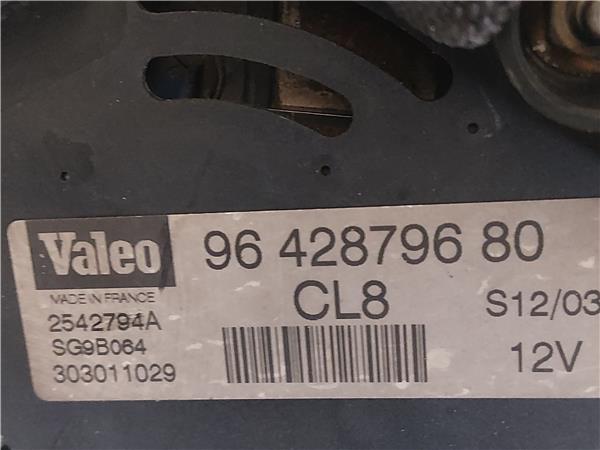 Valeo 96 428796 80
MADE IN FRANCE CL8 S12/03
2542794A
SG9B064 12V
303011029